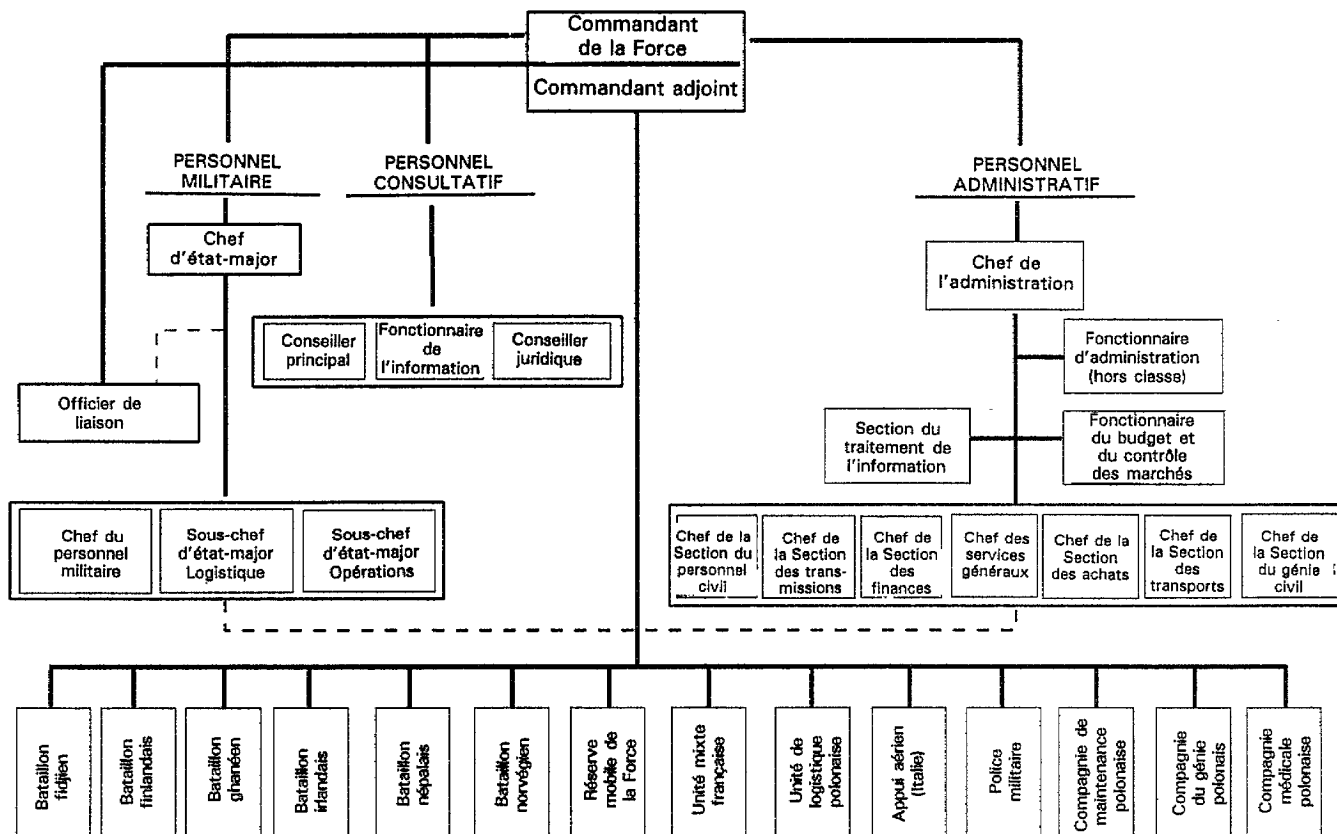 Commandant
de la Force
Commandant adjoint
PERSONNEL
MILITAIRE
PERSONNEL
CONSULTATIF
PERSONNEL
ADMINISTRATIF
Chef
d'état-major
Chef de
l'administration
Conseiller
principal
Fonctionnaire
de
l'information
Conseiller
juridique
Fonctionnaire
d'administration
(hors classe)
Officier de
liaison
Section du
traitement de
l'information
Fonctionnaire
du budget et
du contrôle
des marchés
Chef du
personnel
militaire
Sous-chef
d'état-major
Logistique
Sous-chef
d'état-major
Opérations
Chef de la
Section du
personnel
civil
Chef de
la Section
des trans-
missions
Chef de
la Section
des
finances
Chef des
services
généraux
Chef de la
Section
des achats
Chef de
la Section
des
transports
Chef de
la Section
du génie
civil
Bataillon
fidjien
Bataillon
finlandais
Bataillon
ghanéen
Bataillon
irlandais
Bataillon
népalais
Bataillon
norvégien
Réserve
mobile de
la Force
Unité mixte
française
Unité de
logistique
polonaise
Appui aérien
(Italie)
Police
militaire
Compagnie de
maintenance
polonaise
Compagnie
du génie
polonais
Compagnie
médicale
polonaise